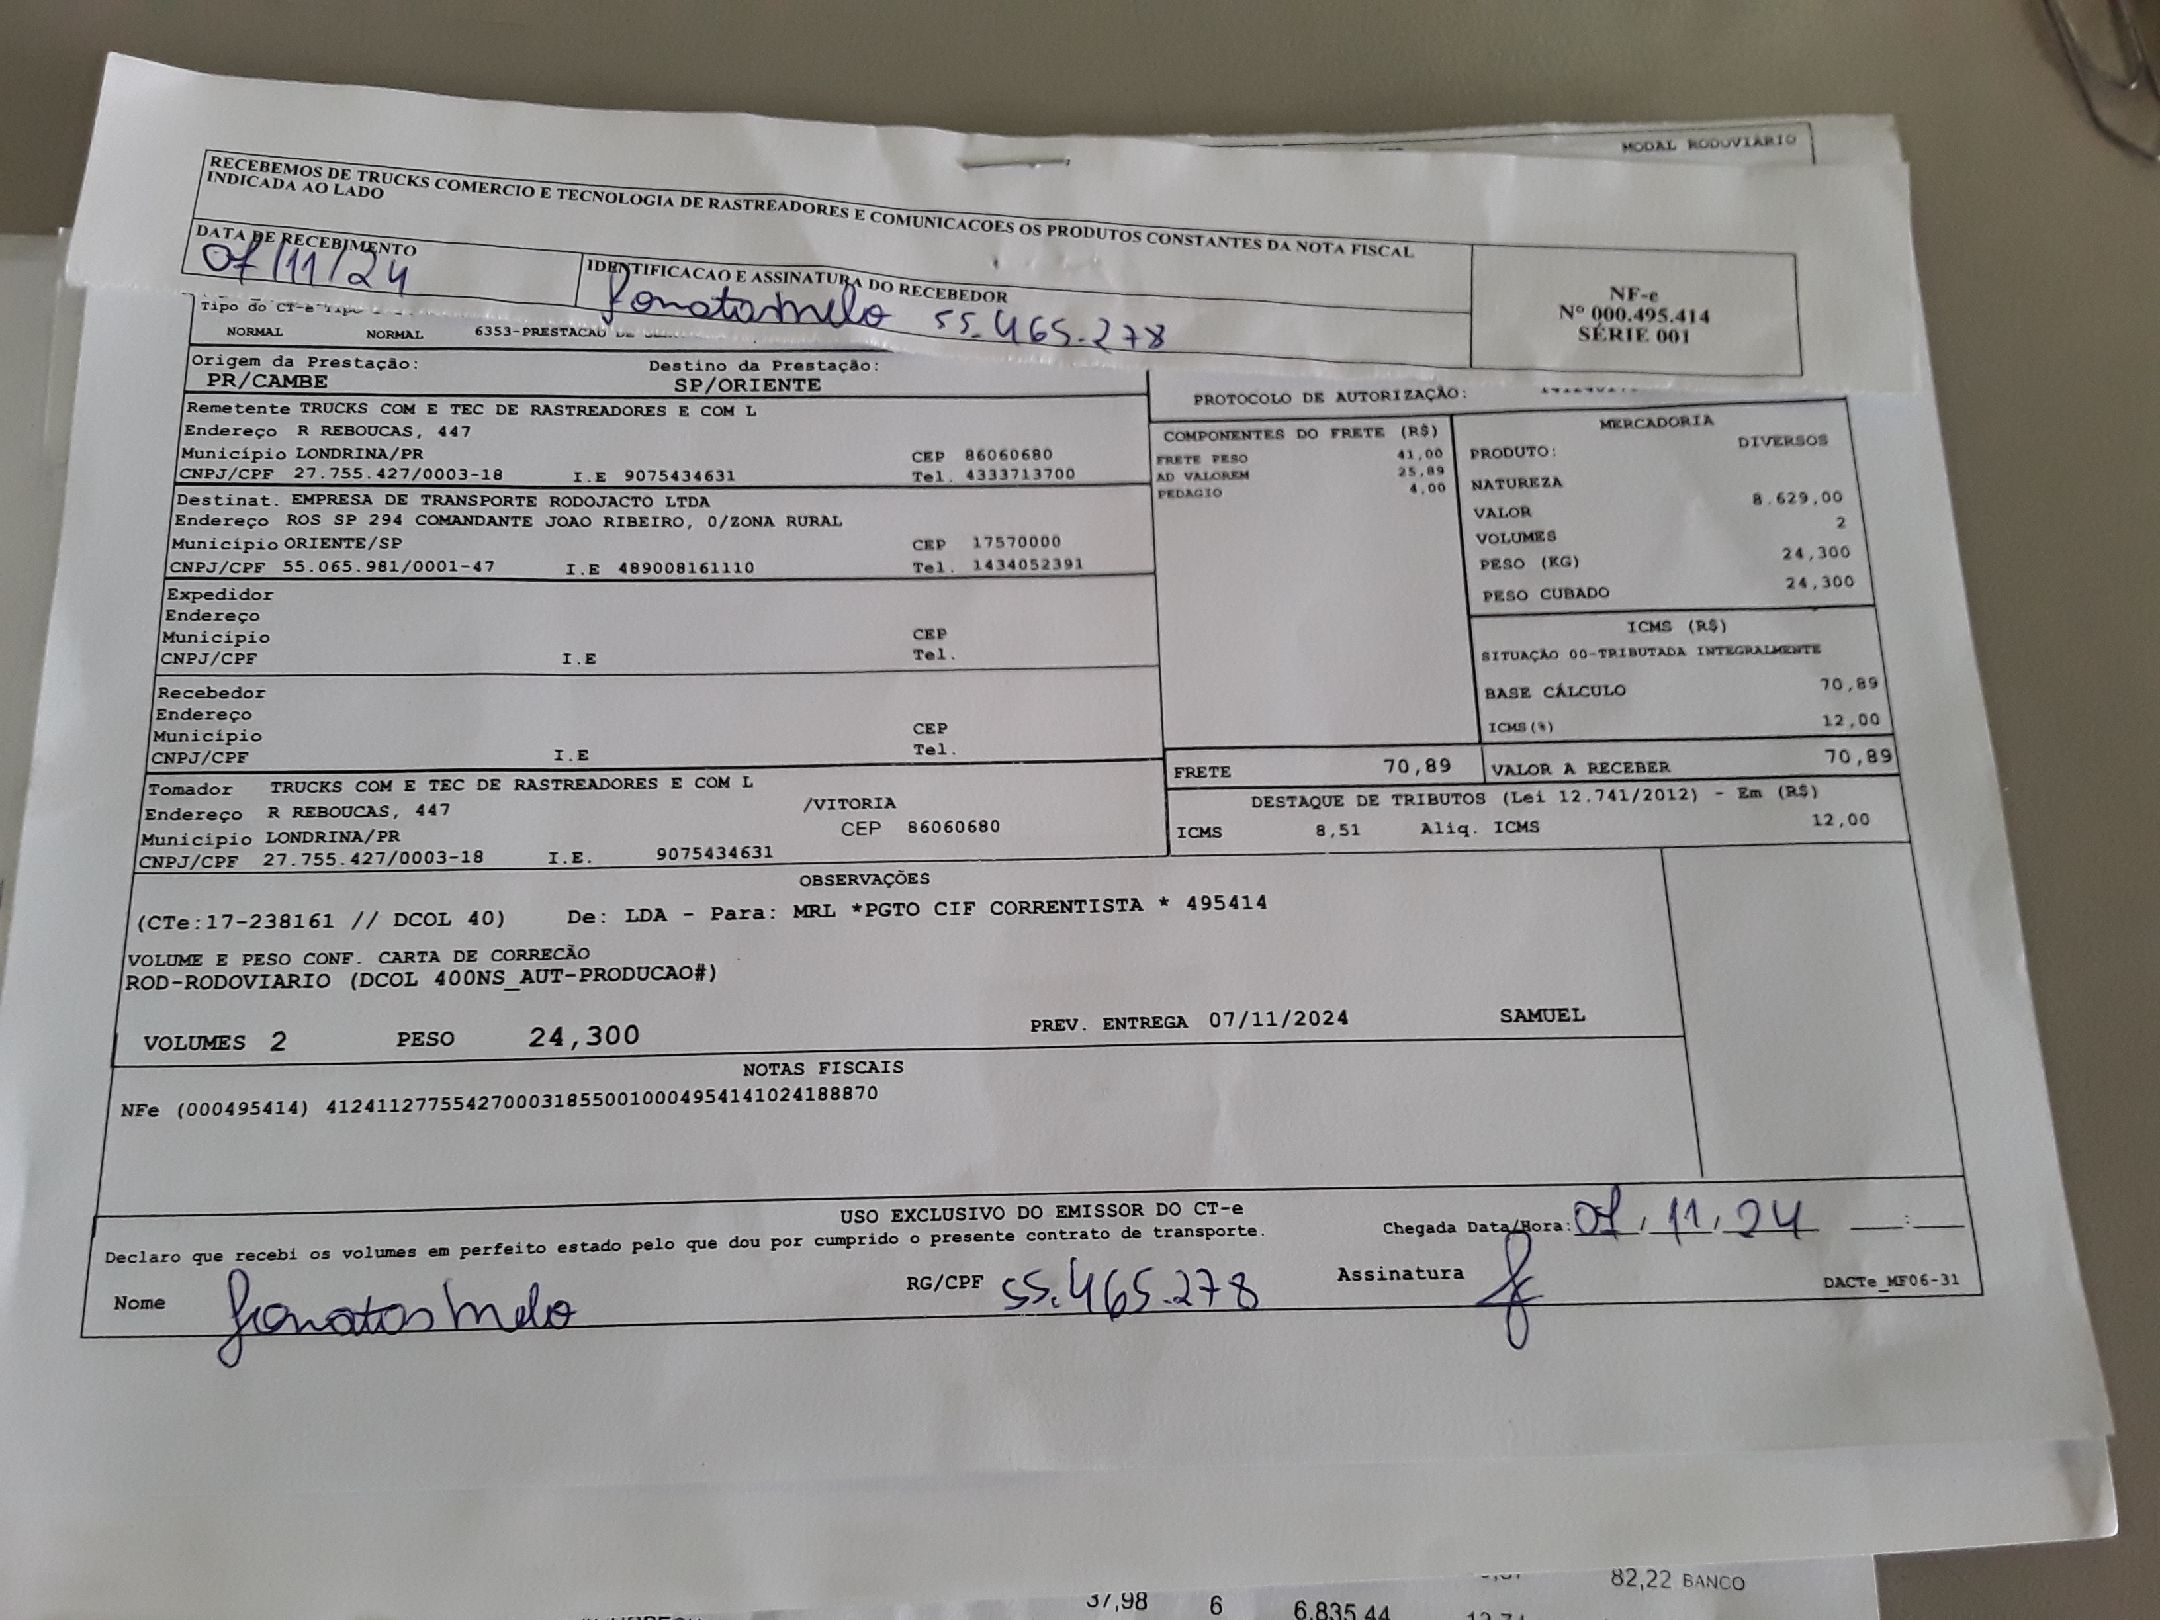 MODAL RODOVIÁRIO
RECEBEMOS DE TRUCKS COMERCIO E TECNOLOGIA DE RASTREADORES E COMUNICACOES OS PRODUTOS CONSTANTES DA NOTA FISCAL
INDICADA AO LADO
DATA DE RECEBIMENTO
07/11/24
IDENTIFICACAO E ASSINATURA DO RECEBEDOR
Jonatas Melo 55.465.278
NF-e
Nº 000.495.414
SÉRIE 001
Tipo do CT-e
NORMAL NORMAL 6353-PRESTACAO DE
Origem da Prestação: Destino da Prestação:
PR/CAMBE SP/ORIENTE
PROTOCOLO DE AUTORIZAÇÃO:
Remetente TRUCKS COM E TEC DE RASTREADORES E COM L
Endereço R REBOUCAS, 447
Município LONDRINA/PR CEP 86060680
CNPJ/CPF 27.755.427/0003-18 I.E 9075434631 Tel. 4333713700
Destinat. EMPRESA DE TRANSPORTE RODOJACTO LTDA
Endereço ROS SP 294 COMANDANTE JOAO RIBEIRO, 0/ZONA RURAL
Município ORIENTE/SP CEP 17570000
CNPJ/CPF 55.065.981/0001-47 I.E 489008161110 Tel. 1434052391
Expedidor
Endereço
Município CEP
CNPJ/CPF I.E Tel.
Recebedor
Endereço
Município CEP
CNPJ/CPF I.E Tel.
Tomador TRUCKS COM E TEC DE RASTREADORES E COM L
Endereço R REBOUCAS, 447 /VITORIA
Município LONDRINA/PR CEP 86060680
CNPJ/CPF 27.755.427/0003-18 I.E. 9075434631
COMPONENTES DO FRETE (R$)
FRETE PESO 41,00
AD VALOREM 25,89
PEDAGIO 4,00
MERCADORIA
PRODUTO: DIVERSOS
NATUREZA
VALOR 8.629,00
VOLUMES 2
PESO (KG) 24,300
PESO CUBADO 24,300
ICMS (R$)
SITUAÇÃO 00-TRIBUTADA INTEGRALMENTE
BASE CÁLCULO 70,89
ICMS(%) 12,00
FRETE 70,89 VALOR A RECEBER 70,89
DESTAQUE DE TRIBUTOS (Lei 12.741/2012) - Em (R$)
ICMS 8,51 Aliq. ICMS 12,00
OBSERVAÇÕES
(CTe:17-238161 // DCOL 40) De: LDA - Para: MRL *PGTO CIF CORRENTISTA * 495414
VOLUME E PESO CONF. CARTA DE CORRECÃO
ROD-RODOVIARIO (DCOL 400NS_AUT-PRODUCAO#)
VOLUMES 2 PESO 24,300 PREV. ENTREGA 07/11/2024 SAMUEL
NOTAS FISCAIS
NFe (000495414) 41241127755427000318550010004954141024188870
USO EXCLUSIVO DO EMISSOR DO CT-e
Declaro que recebi os volumes em perfeito estado pelo que dou por cumprido o presente contrato de transporte.
Chegada Data/Hora: 07/11/24 ___:___
Nome Jonatas Melo RG/CPF 55.465.278 Assinatura
DACTe_MF06-31
82,22 BANCO
37,98 6 6.835,44